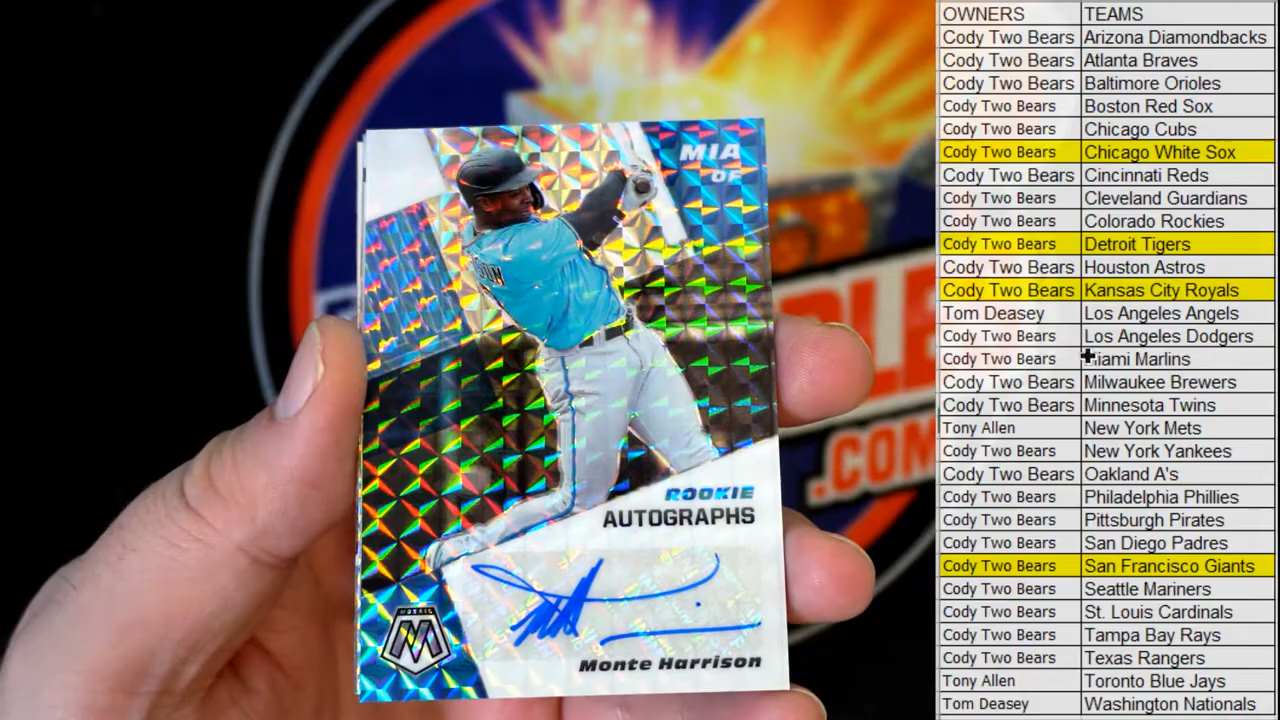 MIA
OF
ROOKIE
AUTOGRAPHS
MOSAIC
M
Monte Harrison
.COM
OWNERS TEAMS
Cody Two Bears Arizona Diamondbacks
Cody Two Bears Atlanta Braves
Cody Two Bears Baltimore Orioles
Cody Two Bears Boston Red Sox
Cody Two Bears Chicago Cubs
Cody Two Bears Chicago White Sox
Cody Two Bears Cincinnati Reds
Cody Two Bears Cleveland Guardians
Cody Two Bears Colorado Rockies
Cody Two Bears Detroit Tigers
Cody Two Bears Houston Astros
Cody Two Bears Kansas City Royals
Tom Deasey Los Angeles Angels
Cody Two Bears Los Angeles Dodgers
Cody Two Bears Miami Marlins
Cody Two Bears Milwaukee Brewers
Cody Two Bears Minnesota Twins
Tony Allen New York Mets
Cody Two Bears New York Yankees
Cody Two Bears Oakland A's
Cody Two Bears Philadelphia Phillies
Cody Two Bears Pittsburgh Pirates
Cody Two Bears San Diego Padres
Cody Two Bears San Francisco Giants
Cody Two Bears Seattle Mariners
Cody Two Bears St. Louis Cardinals
Cody Two Bears Tampa Bay Rays
Cody Two Bears Texas Rangers
Tony Allen Toronto Blue Jays
Tom Deasey Washington Nationals